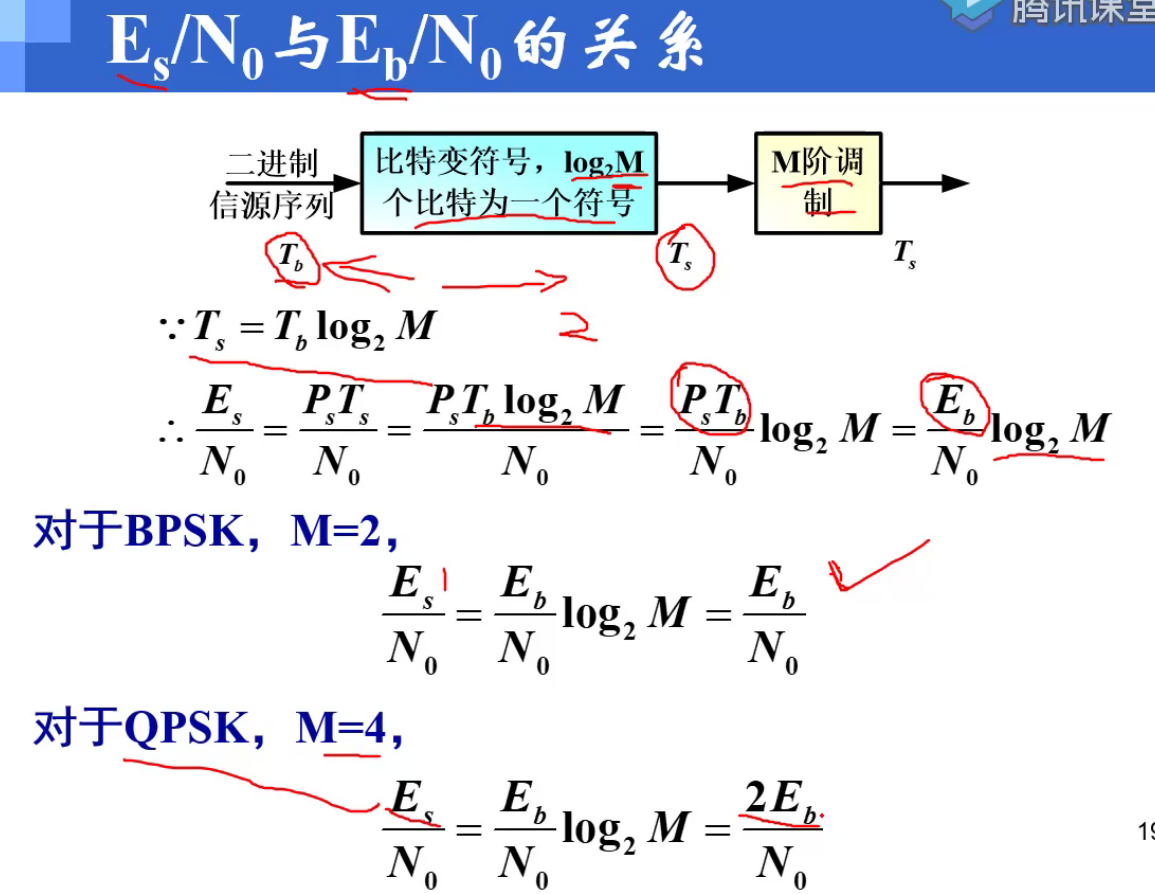 腾讯课堂
Es/N0与Eb/N0的关系
二进制
信源序列
比特变符号，log2M
个比特为一个符号
M阶调
制
Tb
Ts
Ts
∵ Ts = Tb log2 M
2
∴ Es/N0 = PsTs/N0 = PsTb log2 M/N0 = PsTb/N0 log2 M = Eb/N0 log2 M
对于BPSK，M=2，
Es/N0 = Eb/N0 log2 M = Eb/N0
对于QPSK，M=4，
Es/N0 = Eb/N0 log2 M = 2Eb/N0